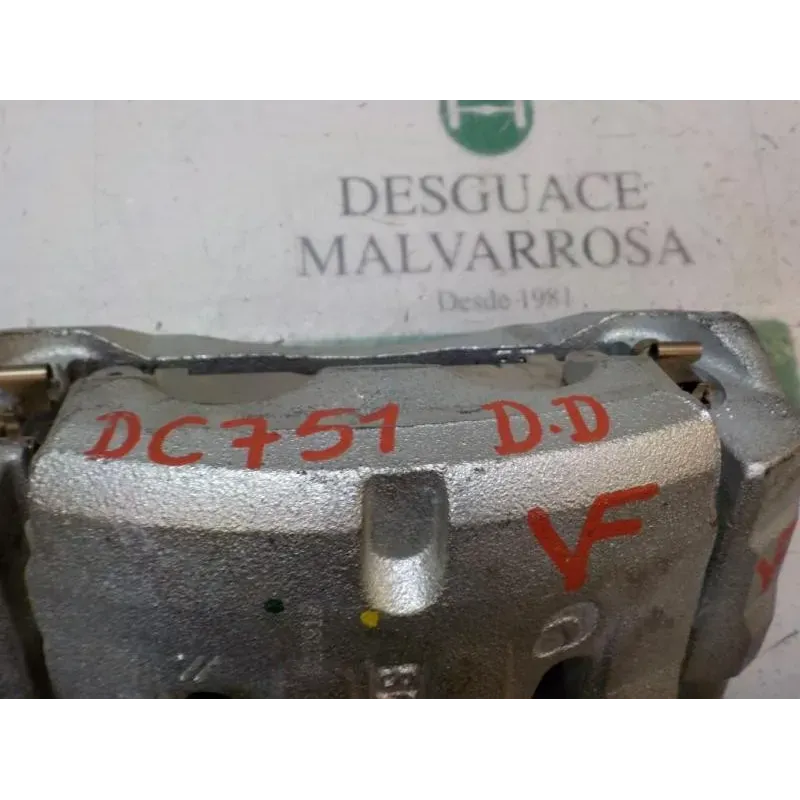 DESGUACE
MALVARROSA
Desde 1981
DC751 D.D
VF